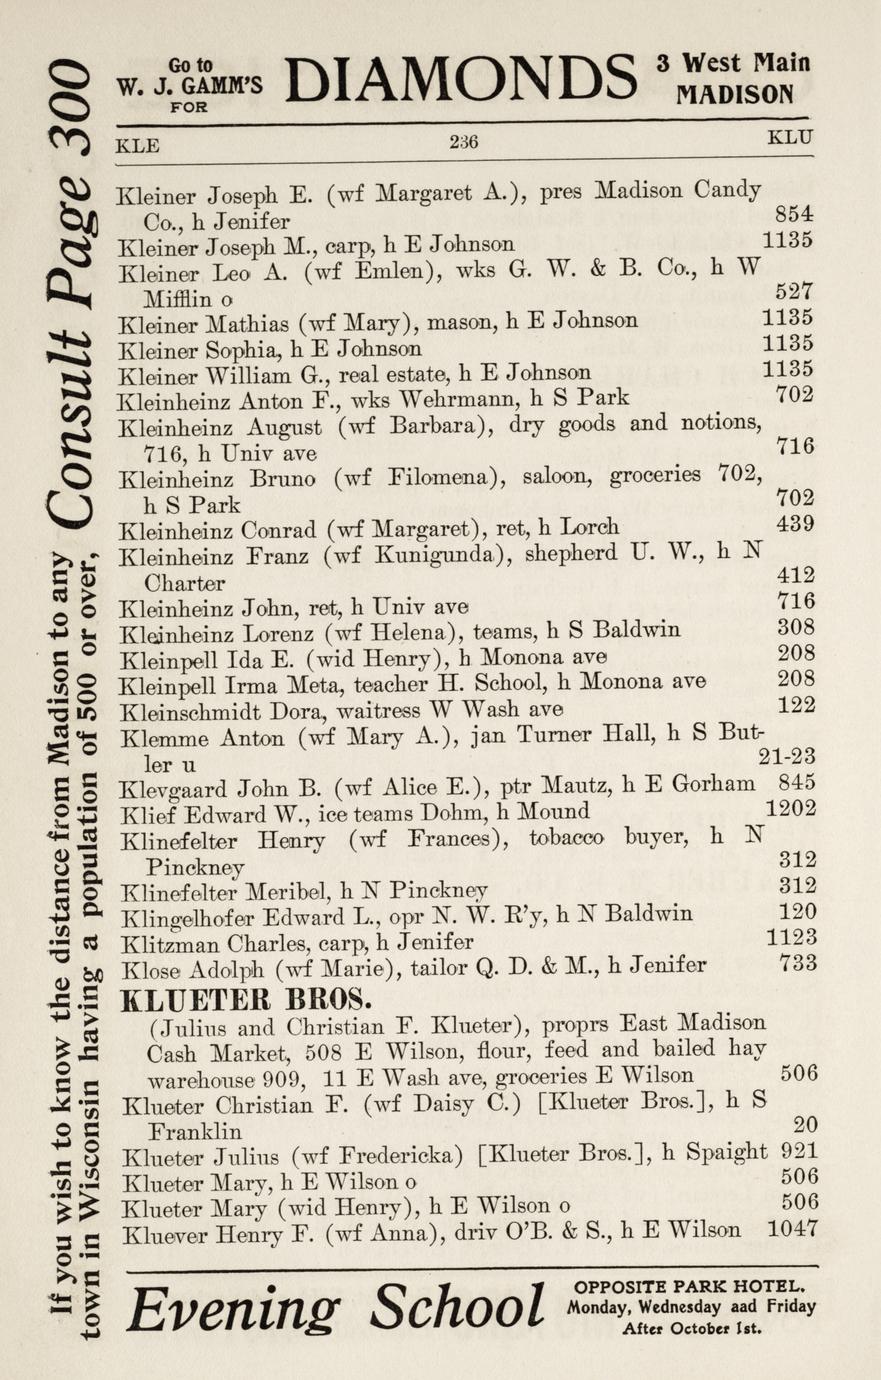 Go to
W. J. GAMM'S
FOR
DIAMONDS
3 West Main
MADISON
KLE 236 KLU
Kleiner Joseph E. (wf Margaret A.), pres Madison Candy
Co., h Jenifer 854
Kleiner Joseph M., carp, h E Johnson 1135
Kleiner Leo A. (wf Emlen), wks G. W. & B. Co., h W
Mifflin o 527
Kleiner Mathias (wf Mary), mason, h E Johnson 1135
Kleiner Sophia, h E Johnson 1135
Kleiner William G., real estate, h E Johnson 1135
Kleinheinz Anton F., wks Wehrmann, h S Park 702
Kleinheinz August (wf Barbara), dry goods and notions,
716, h Univ ave 716
Kleinheinz Bruno (wf Filomena), saloon, groceries 702,
h S Park 702
Kleinheinz Conrad (wf Margaret), ret, h Lorch 439
Kleinheinz Franz (wf Kunigunda), shepherd U. W., h N
Charter 412
Kleinheinz John, ret, h Univ ave 716
Kleinheinz Lorenz (wf Helena), teams, h S Baldwin 308
Kleinpell Ida E. (wid Henry), h Monona ave 208
Kleinpell Irma Meta, teacher H. School, h Monona ave 208
Kleinschmidt Dora, waitress W Wash ave 122
Klemme Anton (wf Mary A.), jan Turner Hall, h S But-
ler u 21-23
Klevgaard John B. (wf Alice E.), ptr Mautz, h E Gorham 845
Klief Edward W., ice teams Dohm, h Mound 1202
Klinefelter Henry (wf Frances), tobacco buyer, h N
Pinckney 312
Klinefelter Meribel, h N Pinckney 312
Klingelhofer Edward L., opr N. W. R'y, h N Baldwin 120
Klitzman Charles, carp, h Jenifer 1123
Klose Adolph (wf Marie), tailor Q. D. & M., h Jenifer 733
KLUETER BROS.
(Julius and Christian F. Klueter), proprs East Madison
Cash Market, 508 E Wilson, flour, feed and bailed hay
warehouse 909, 11 E Wash ave, groceries E Wilson 506
Klueter Christian F. (wf Daisy C.) [Klueter Bros.], h S
Franklin 20
Klueter Julius (wf Fredericka) [Klueter Bros.], h Spaight 921
Klueter Mary, h E Wilson o 506
Klueter Mary (wid Henry), h E Wilson o 506
Kluever Henry F. (wf Anna), driv O'B. & S., h E Wilson 1047
Evening School
OPPOSITE PARK HOTEL.
Monday, Wednesday aad Friday
After October 1st.
If you wish to know the distance from Madison to any
town in Wisconsin having a population of 500 or over,
Consult Page 300